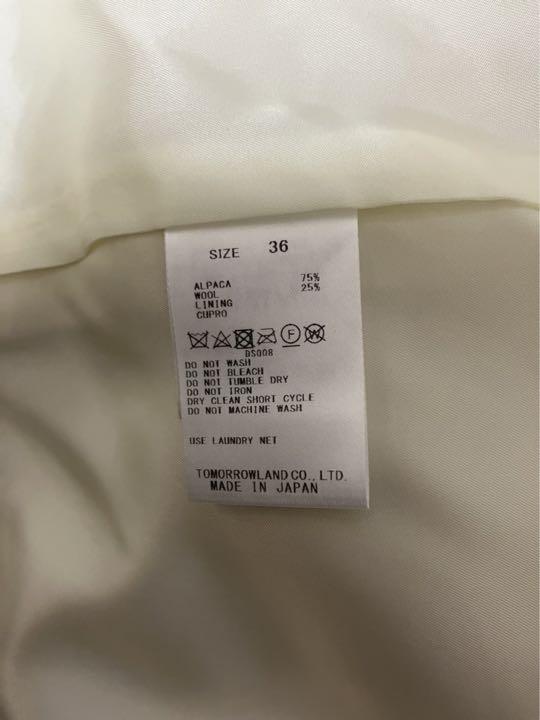 SIZE 36
ALPACA 75%
WOOL 25%
LINING
CUPRO
F W
DS008
DO NOT WASH
DO NOT BLEACH
DO NOT TUMBLE DRY
DO NOT IRON
DRY CLEAN SHORT CYCLE
DO NOT MACHINE WASH
USE LAUNDRY NET
TOMORROWLAND CO., LTD.
MADE IN JAPAN